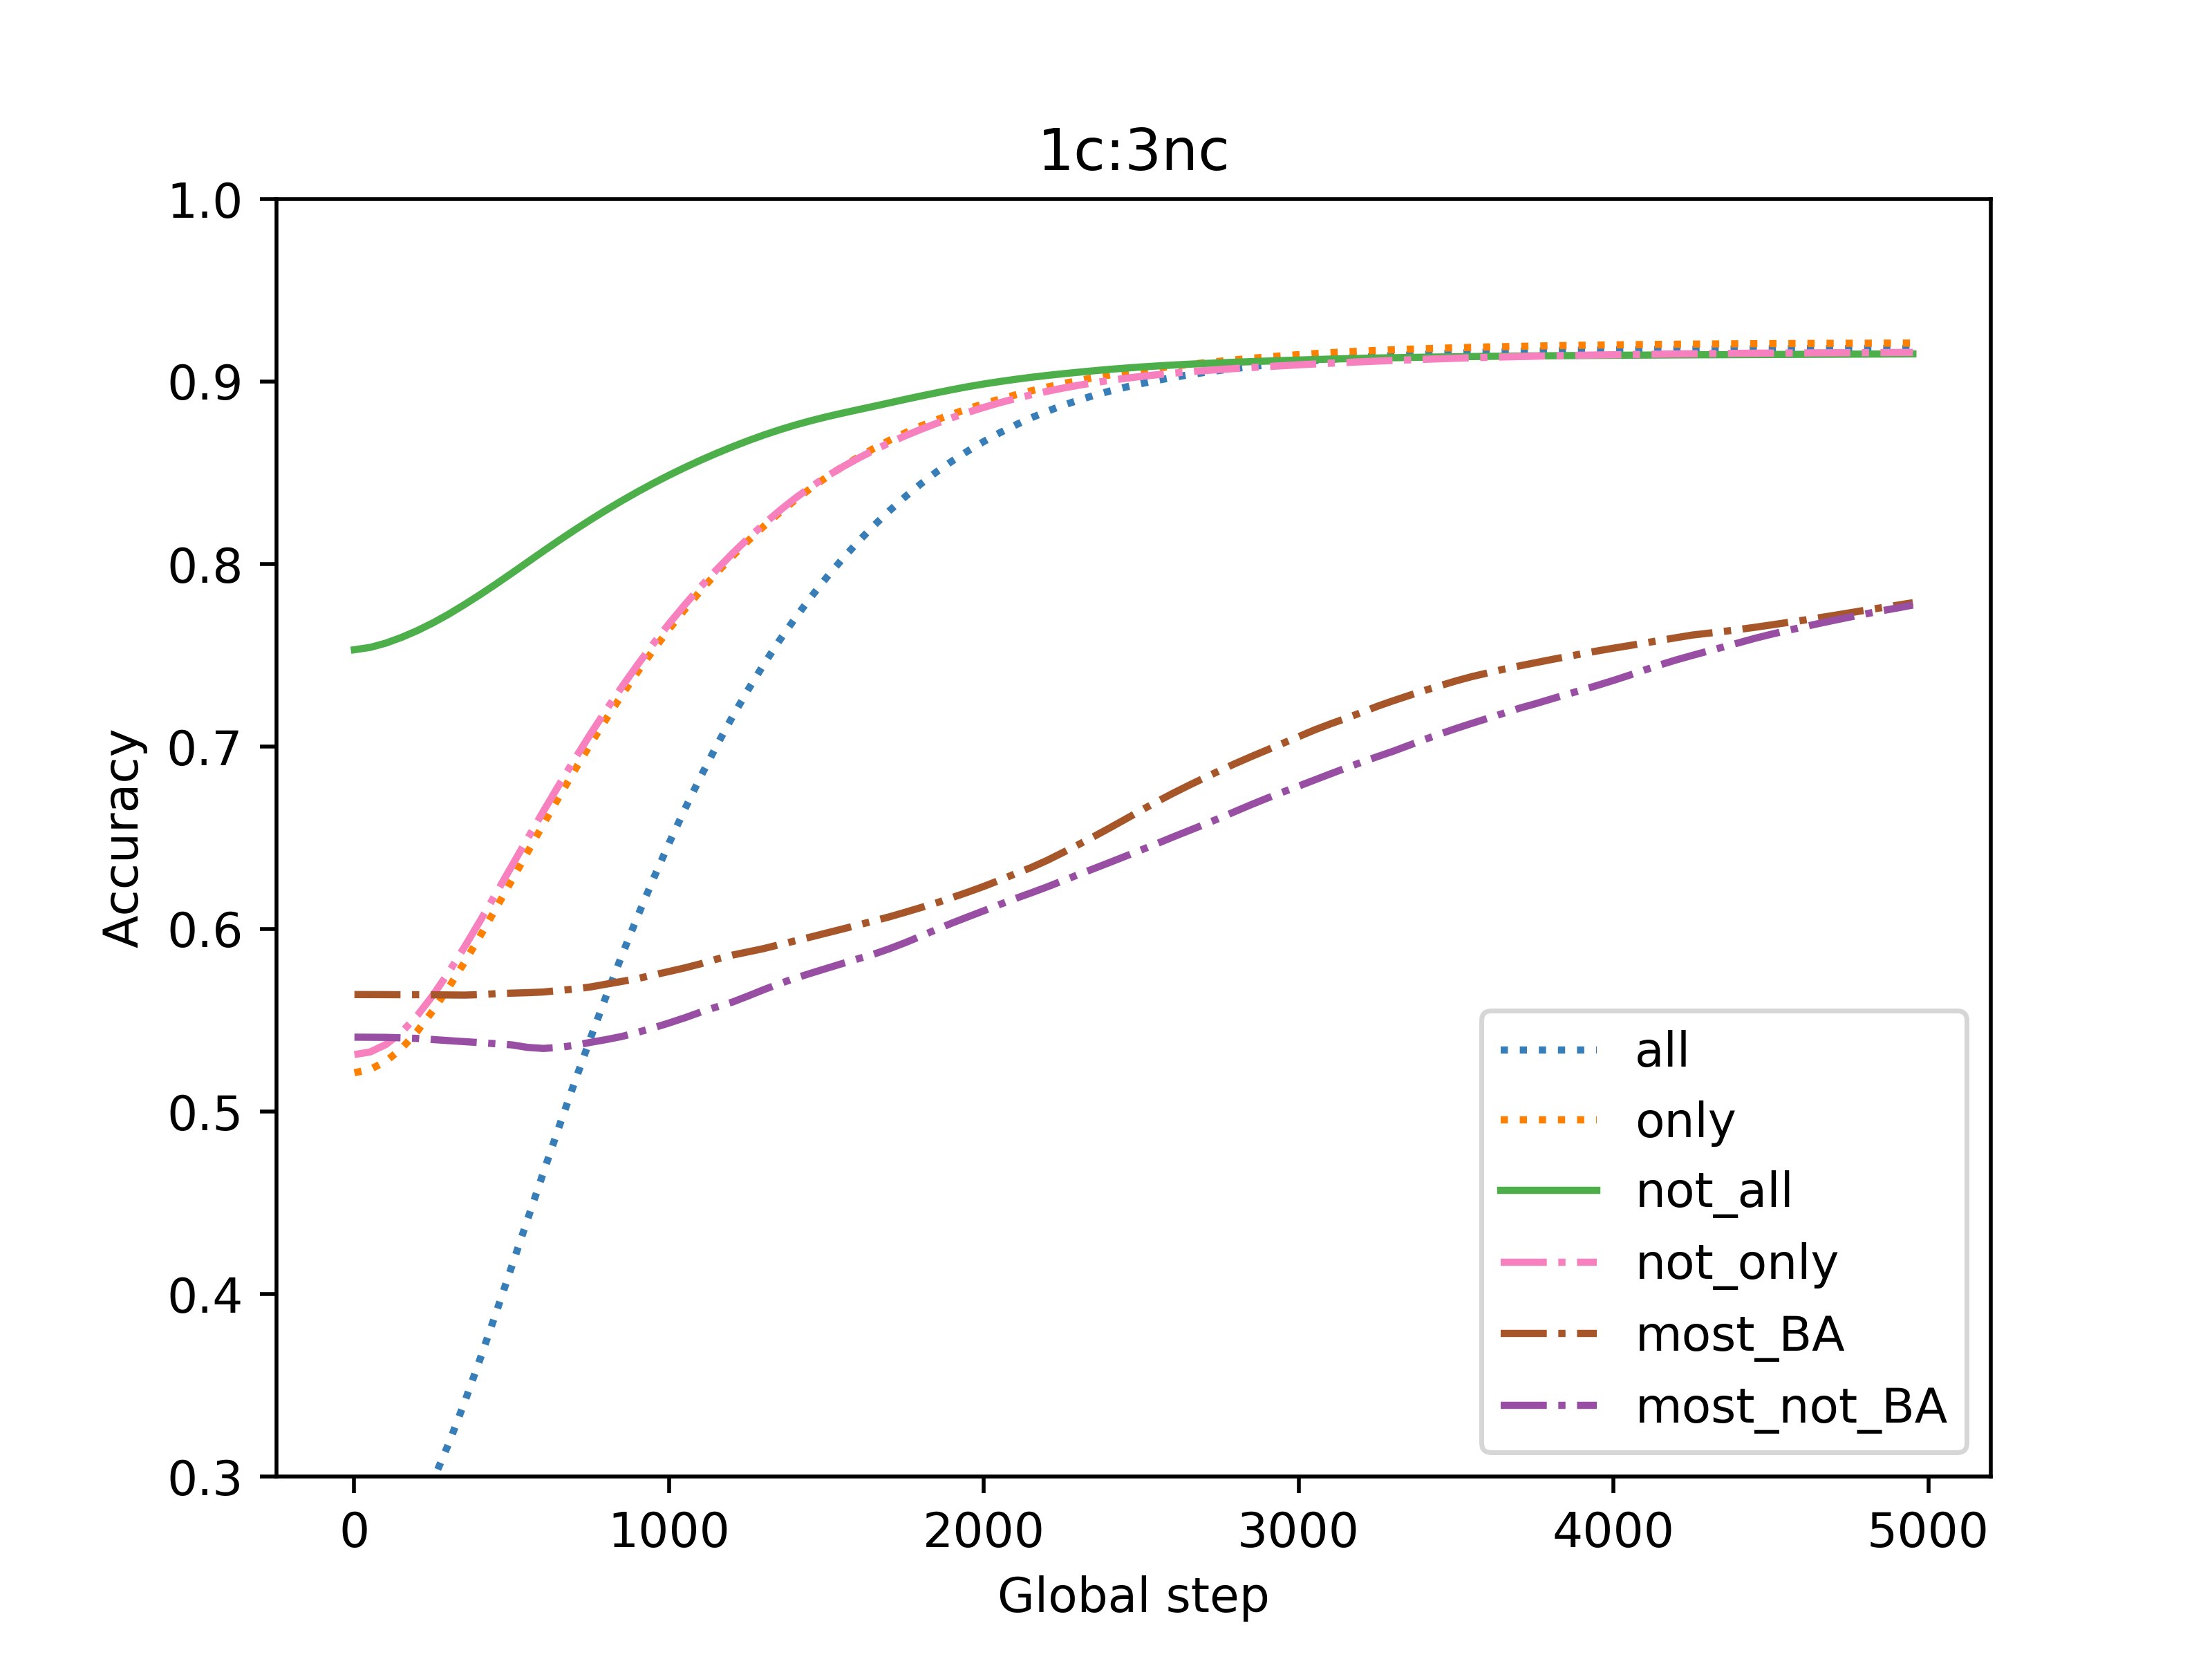 1c:3nc
1.0
0.9
0.8
0.7
0.6
0.5
0.4
0.3
Accuracy
all
only
not_all
not_only
most_BA
most_not_BA
0 1000 2000 3000 4000 5000
Global step